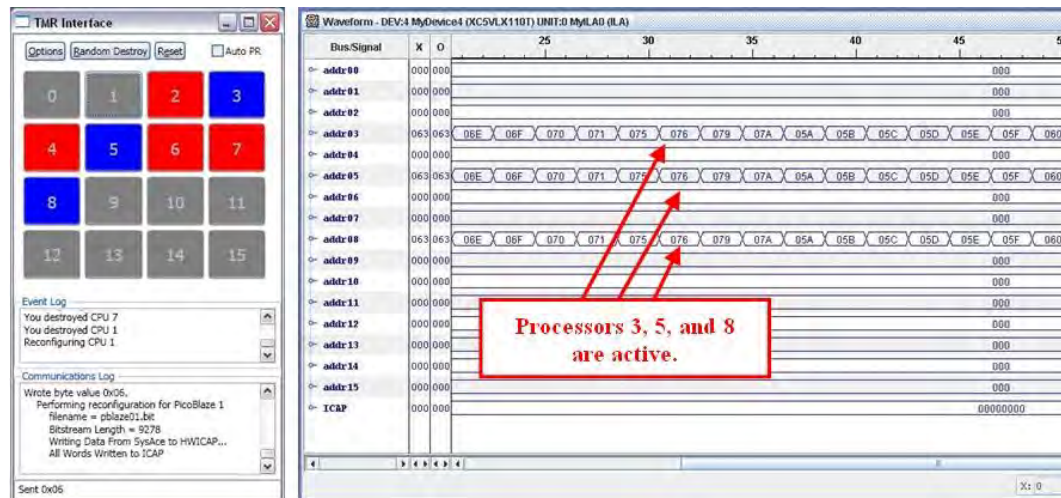 TMR Interface
Options Random Destroy Reset Auto PR
0 1 2 3
4 5 6 7
8 9 10 11
12 13 14 15
Event Log
You destroyed CPU 7
You destroyed CPU 1
Reconfiguring CPU 1
Communications Log
Wrote byte value 0x06.
Performing reconfiguration for PicoBlaze 1
filename = pblaze01.bit
Bitstream Length = 9278
Writing Data From SysAce to HWICAP...
All Words Written to ICAP
Sent 0x06
Waveform - DEV:4 MyDevice4 (XC5VLX110T) UNIT:0 MyILA0 (ILA)
Bus/Signal X O 25 30 35 40 45
addr00 000 000 000
addr01 000 000 000
addr02 000 000 000
addr03 063 063 06E 06F 070 071 075 076 079 07A 05A 05B 05C 05D 05E 05F 060
addr04 000 000 000
addr05 063 063 06E 06F 070 071 075 076 079 07A 05A 05B 05C 05D 05E 05F 060
addr06 000 000 000
addr07 000 000 000
addr08 063 063 06E 06F 070 071 075 076 079 07A 05A 05B 05C 05D 05E 05F 060
addr09 000 000 000
addr10 000 000 000
addr11 000 000 000
addr12 000 000 000
addr13 000 000 000
addr14 000 000 000
addr15 000 000 000
ICAP 000 000 00000000
Processors 3, 5, and 8
are active.
X: 0